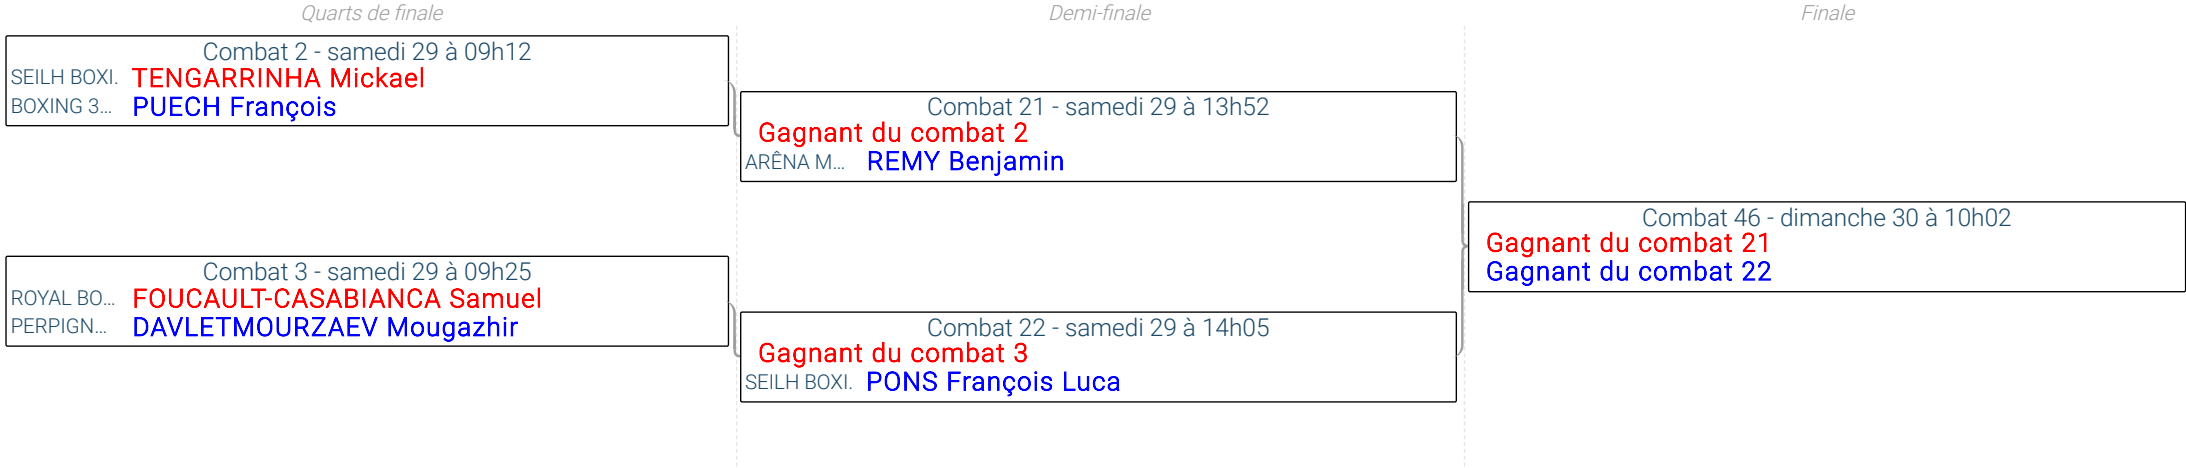 Quarts de finale
Demi-finale
Finale
Combat 2 - samedi 29 à 09h12
SEILH BOXI. TENGARRINHA Mickael
BOXING 3... PUECH François
Combat 21 - samedi 29 à 13h52
Gagnant du combat 2
ARÊNA M... REMY Benjamin
Combat 46 - dimanche 30 à 10h02
Gagnant du combat 21
Gagnant du combat 22
Combat 3 - samedi 29 à 09h25
ROYAL BO... FOUCAULT-CASABIANCA Samuel
PERPIGN... DAVLETMOURZAEV Mougazhir
Combat 22 - samedi 29 à 14h05
Gagnant du combat 3
SEILH BOXI. PONS François Luca